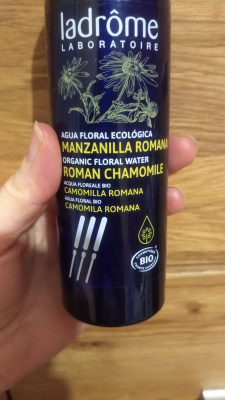 ladrôme
LABORATOIRE
AGUA FLORAL ECOLÓGICA
MANZANILLA ROMANA
ORGANIC FLORAL WATER
ROMAN CHAMOMILE
ACQUA FLOREALE BIO
CAMOMILLA ROMANA
ÁGUA FLORAL BIO
CAMOMILA ROMANA
BIO